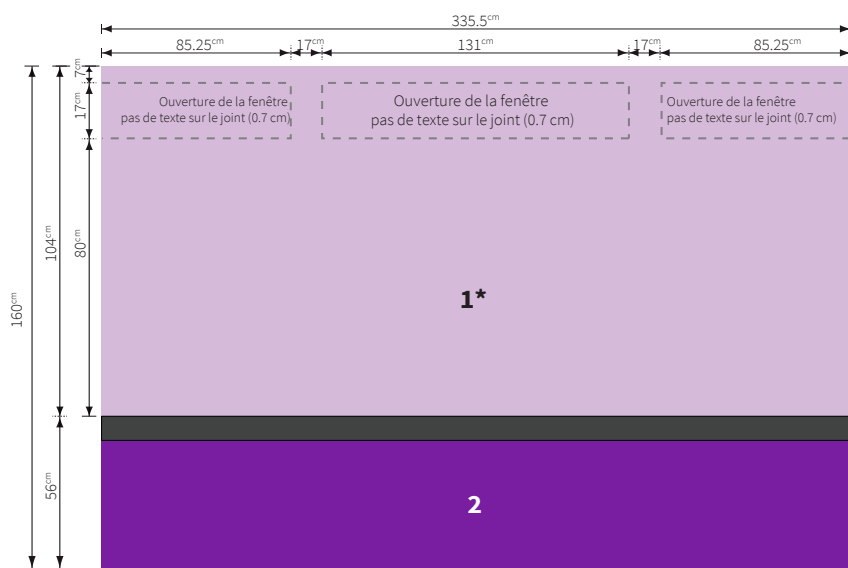 335.5cm
85.25cm
17cm
131cm
17cm
85.25cm
7cm
17cm
Ouverture de la fenêtre
pas de texte sur le joint (0.7 cm)
Ouverture de la fenêtre
pas de texte sur le joint (0.7 cm)
Ouverture de la fenêtre
pas de texte sur le joint (0.7 cm)
104cm
80cm
160cm
1*
56cm
2